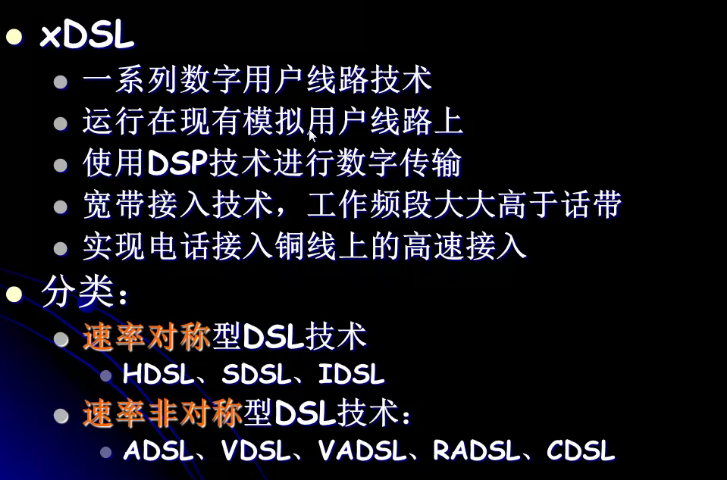 xDSL
一系列数字用户线路技术
运行在现有模拟用户线路上
使用DSP技术进行数字传输
宽带接入技术，工作频段大大高于话带
实现电话接入铜线上的高速接入
分类：
速率对称型DSL技术
HDSL、SDSL、IDSL
速率非对称型DSL技术：
ADSL、VDSL、VADSL、RADSL、CDSL